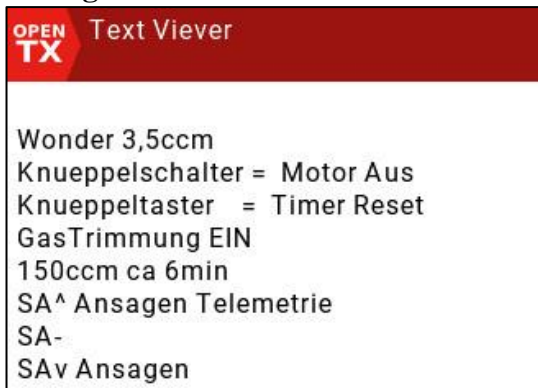 OPEN TX Text Viever
Wonder 3,5ccm
Knueppelschalter = Motor Aus
Knueppeltaster = Timer Reset
GasTrimmung EIN
150ccm ca 6min
SA^ Ansagen Telemetrie
SA-
SAv Ansagen